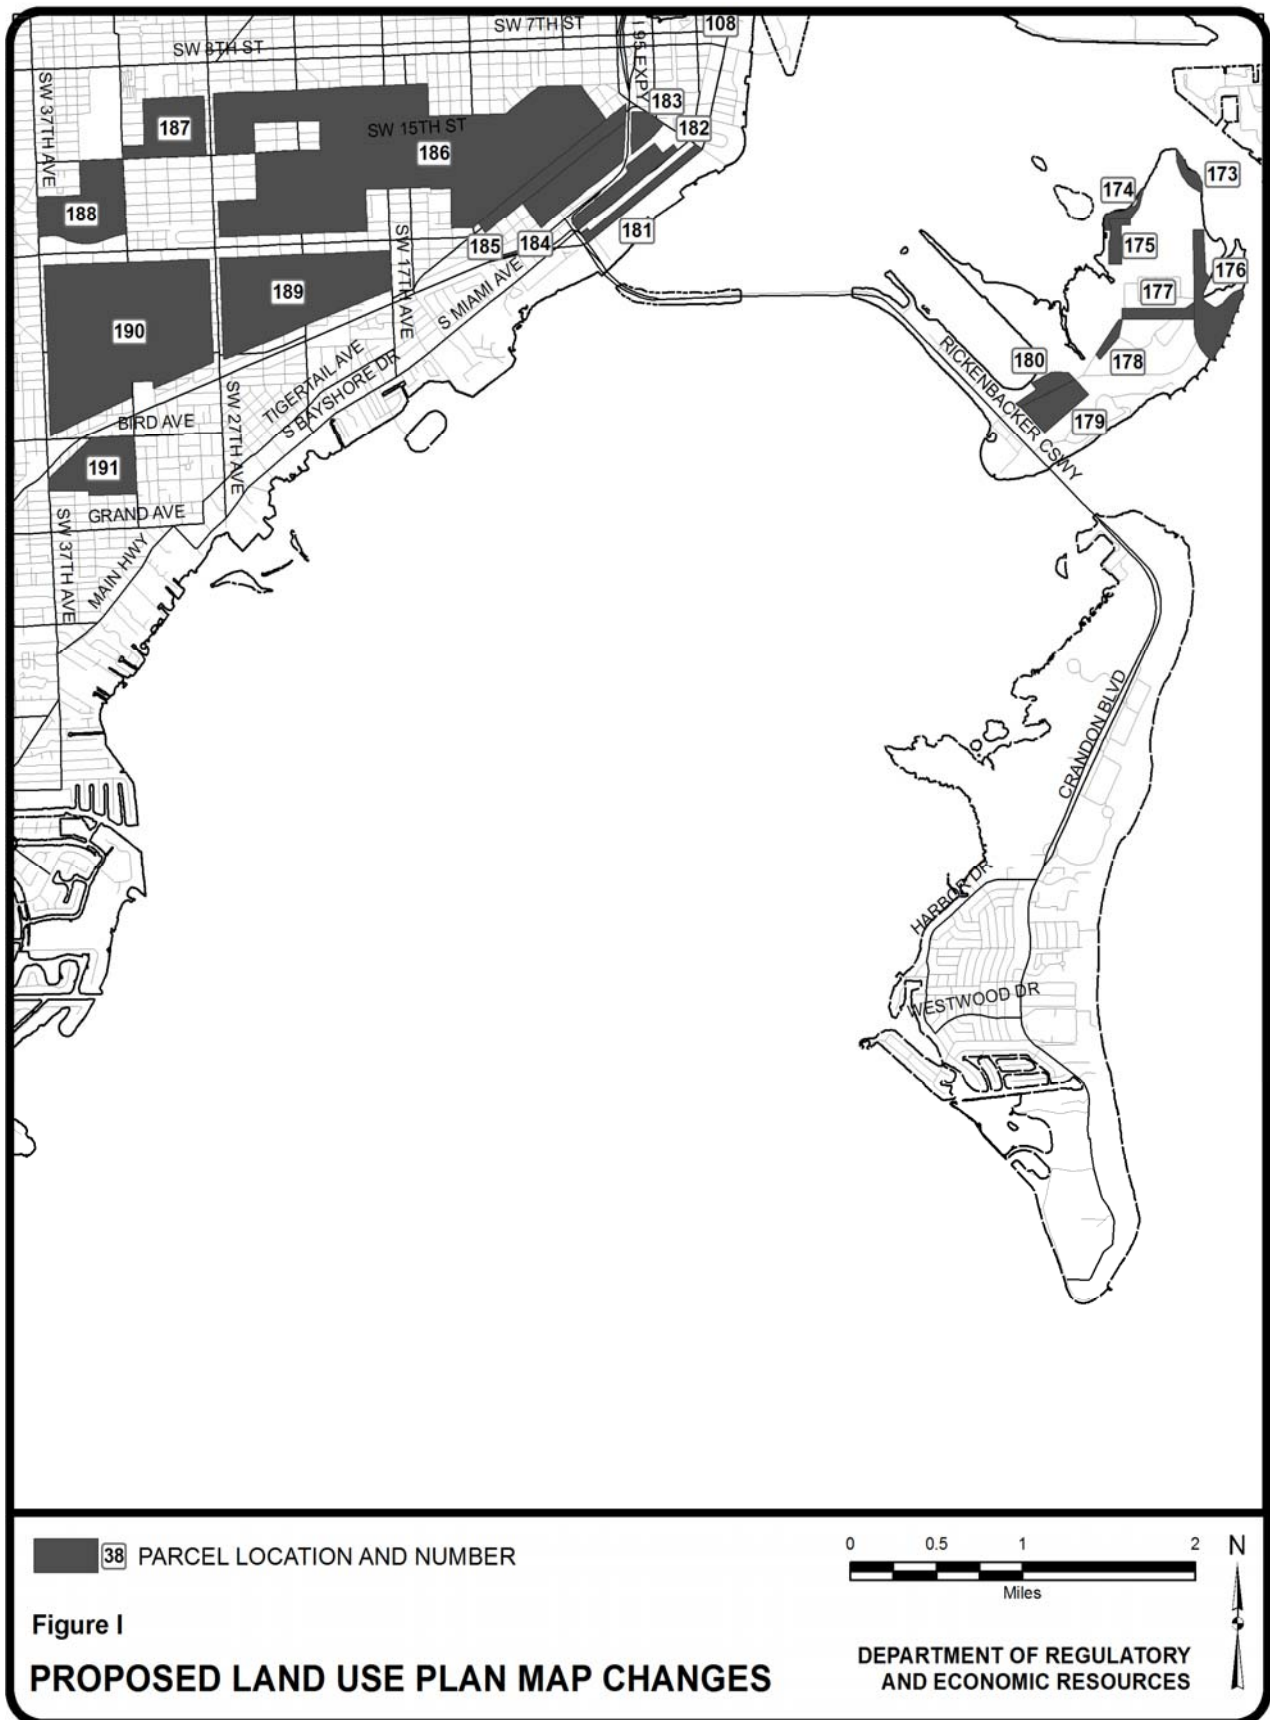 SW 7TH ST
108
SW 8TH ST
I 95 EXPY
SW 37TH AVE
183
187
182
SW 15TH ST
186
173
174
188
181
175
SW 17TH AVE
185
184
176
S MIAMI AVE
189
177
190
180
178
RICKENBACKER CSWY
TIGERTAIL AVE
S BAYSHORE DR
SW 27TH AVE
BIRD AVE
179
191
GRAND AVE
SW 37TH AVE
MAIN HWY
CRANDON BLVD
HARBOR DR
WESTWOOD DR
38 PARCEL LOCATION AND NUMBER
0 0.5 1 2
Miles
N
Figure I
PROPOSED LAND USE PLAN MAP CHANGES
DEPARTMENT OF REGULATORY
AND ECONOMIC RESOURCES